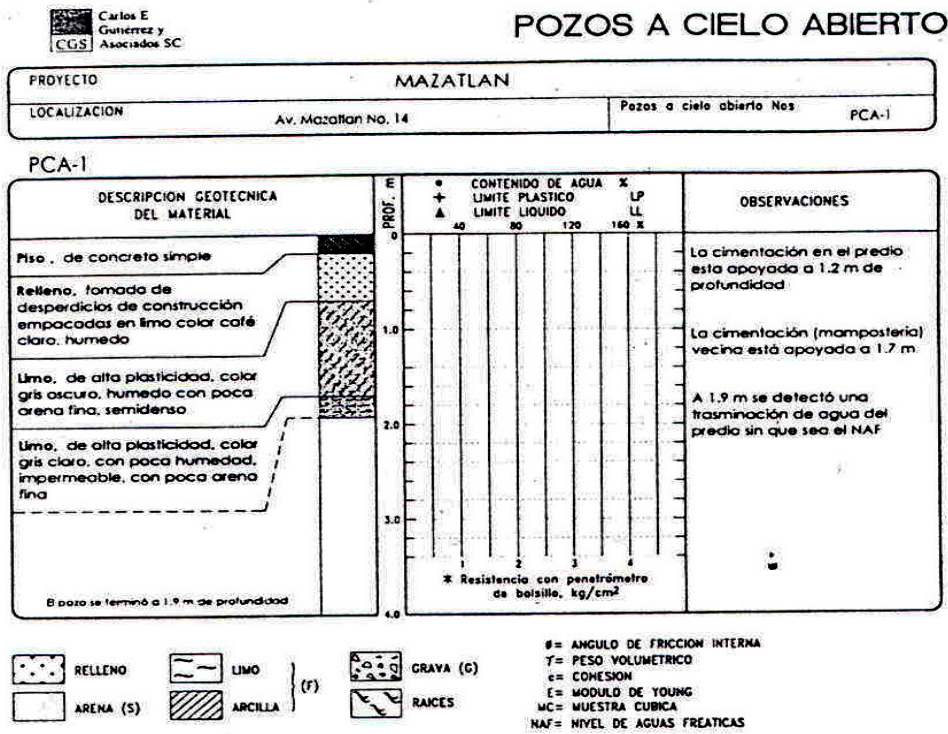 Carlos E
Gutiérrez y
CGS Asociados SC
POZOS A CIELO ABIERTO
PROYECTO MAZATLAN
LOCALIZACION Av. Mazatlan No. 14 Pozos a cielo abierto Nos PCA-1
PCA-1
DESCRIPCION GEOTECNICA
DEL MATERIAL
PROF. m
• CONTENIDO DE AGUA %
+ LIMITE PLASTICO LP
▲ LIMITE LIQUIDO LL
40 80 120 160 %
OBSERVACIONES
0
Piso , de concreto simple
Relleno, fomada de
desperdicios de construcción
empacadas en limo color café
claro, humedo
Limo, de alta plasticidad, color
gris oscuro, humedo con poca
arena fina, semidenso
Limo, de alta plasticidad, color
gris claro, con poca humedad,
impermeable, con poca arena
fina
El pozo se terminó a 1.9 m de profundidad
1.0
2.0
3.0
4.0
1 2 3 4
* Resistencia con penetrómetro
de bolsillo, kg/cm2
La cimentación en el predio
esta apoyada a 1.2 m de
profundidad
La cimentación (mampostería)
vecina está apoyada a 1.7 m
A 1.9 m se detectó una
trasminación de agua del
predio sin que sea el NAF
RELLENO LIMO GRAVA (G)
(F)
ARENA (S) ARCILLA RAICES
ø= ANGULO DE FRICCION INTERNA
γ= PESO VOLUMETRICO
c= COHESION
E= MODULO DE YOUNG
MC= MUESTRA CUBICA
NAF= NIVEL DE AGUAS FREATICAS